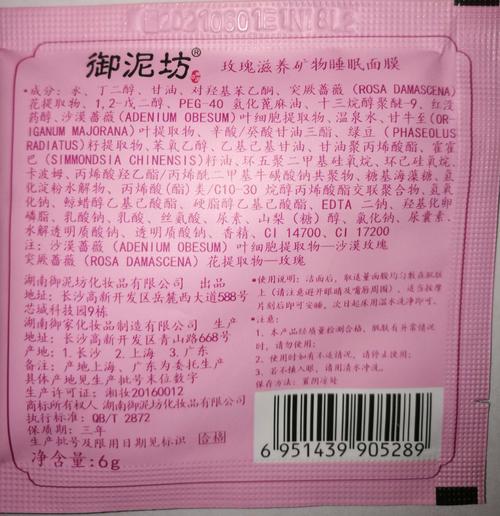 御泥坊® 玫瑰滋养矿物睡眠面膜
•成分：水、丁二醇、甘油、对羟基苯乙酮、突厥蔷薇(ROSA DAMASCENA)
花提取物、1,2-戊二醇、PEG-40 氢化蓖麻油、十三烷醇聚醚-9、红没
药醇、沙漠蔷薇(ADENIUM OBESUM)叶细胞提取物、温泉水、甘牛至(OR-
IGANUM MAJORANA)叶提取物、辛酸/癸酸甘油三酯、绿豆 (PHASEOLUS
RADIATUS)籽提取物、苯氧乙醇、乙基己基甘油、甘油聚丙烯酸酯、霍霍
巴(SIMMONDSIA CHINENSIS)籽油、环五聚二甲基硅氧烷、环己硅氧烷、
卡波姆、丙烯酸羟乙酯/丙烯酰二甲基牛磺酸钠共聚物、糖基海藻糖、氢
化淀粉水解物、丙烯酸(酯)类/C10-30 烷醇丙烯酸酯交联聚合物、氢氧
化钠、鲸蜡醇乙基己酸酯、硬脂醇乙基己酸酯、EDTA 二钠、羟基化卵
磷脂、乳酸钠、乳酸、丝氨酸、尿素、山梨（糖）醇、氯化钠、尿囊素、
水解透明质酸钠、透明质酸钠、香精、CI 14700、CI 17200
注：沙漠蔷薇(ADENIUM OBESUM) 叶细胞提取物—沙漠玫瑰
突厥蔷薇(ROSA DAMASCENA)花提取物—玫瑰
湖南御泥坊化妆品有限公司 出品
地址：长沙高新开发区岳麓西大道588号
芯城科技园9栋
湖南御家化妆品制造有限公司 生产
地址：长沙高新开发区青山路668号
产地：1.长沙 2.上海 3.广东
备注：产地上海、广东为委托生产
具体产地见生产批号末位数字
生产许可证：湘妆20160012
商标所有权人 湖南御泥坊化妆品有限公司
执行标准：QB/T 2872
保质期：三年
生产批号及限用日期见标识 合格
净含量：6g
•使用说明：洁面后，取适量面膜均匀敷在肌肤
上（请注意避开眼睛及嘴唇周围），适当按摩
片刻后即可安睡，次日起床用温水洗净即可。
•注意：
1、本产品经质量检测合格，肌肤有异常情况
时，请勿使用；
2、使用时如有不适情况，请停止使用；
3、若不慎入眼，请用清水冲洗。
保存方法：置阴凉处
6 951439 905289